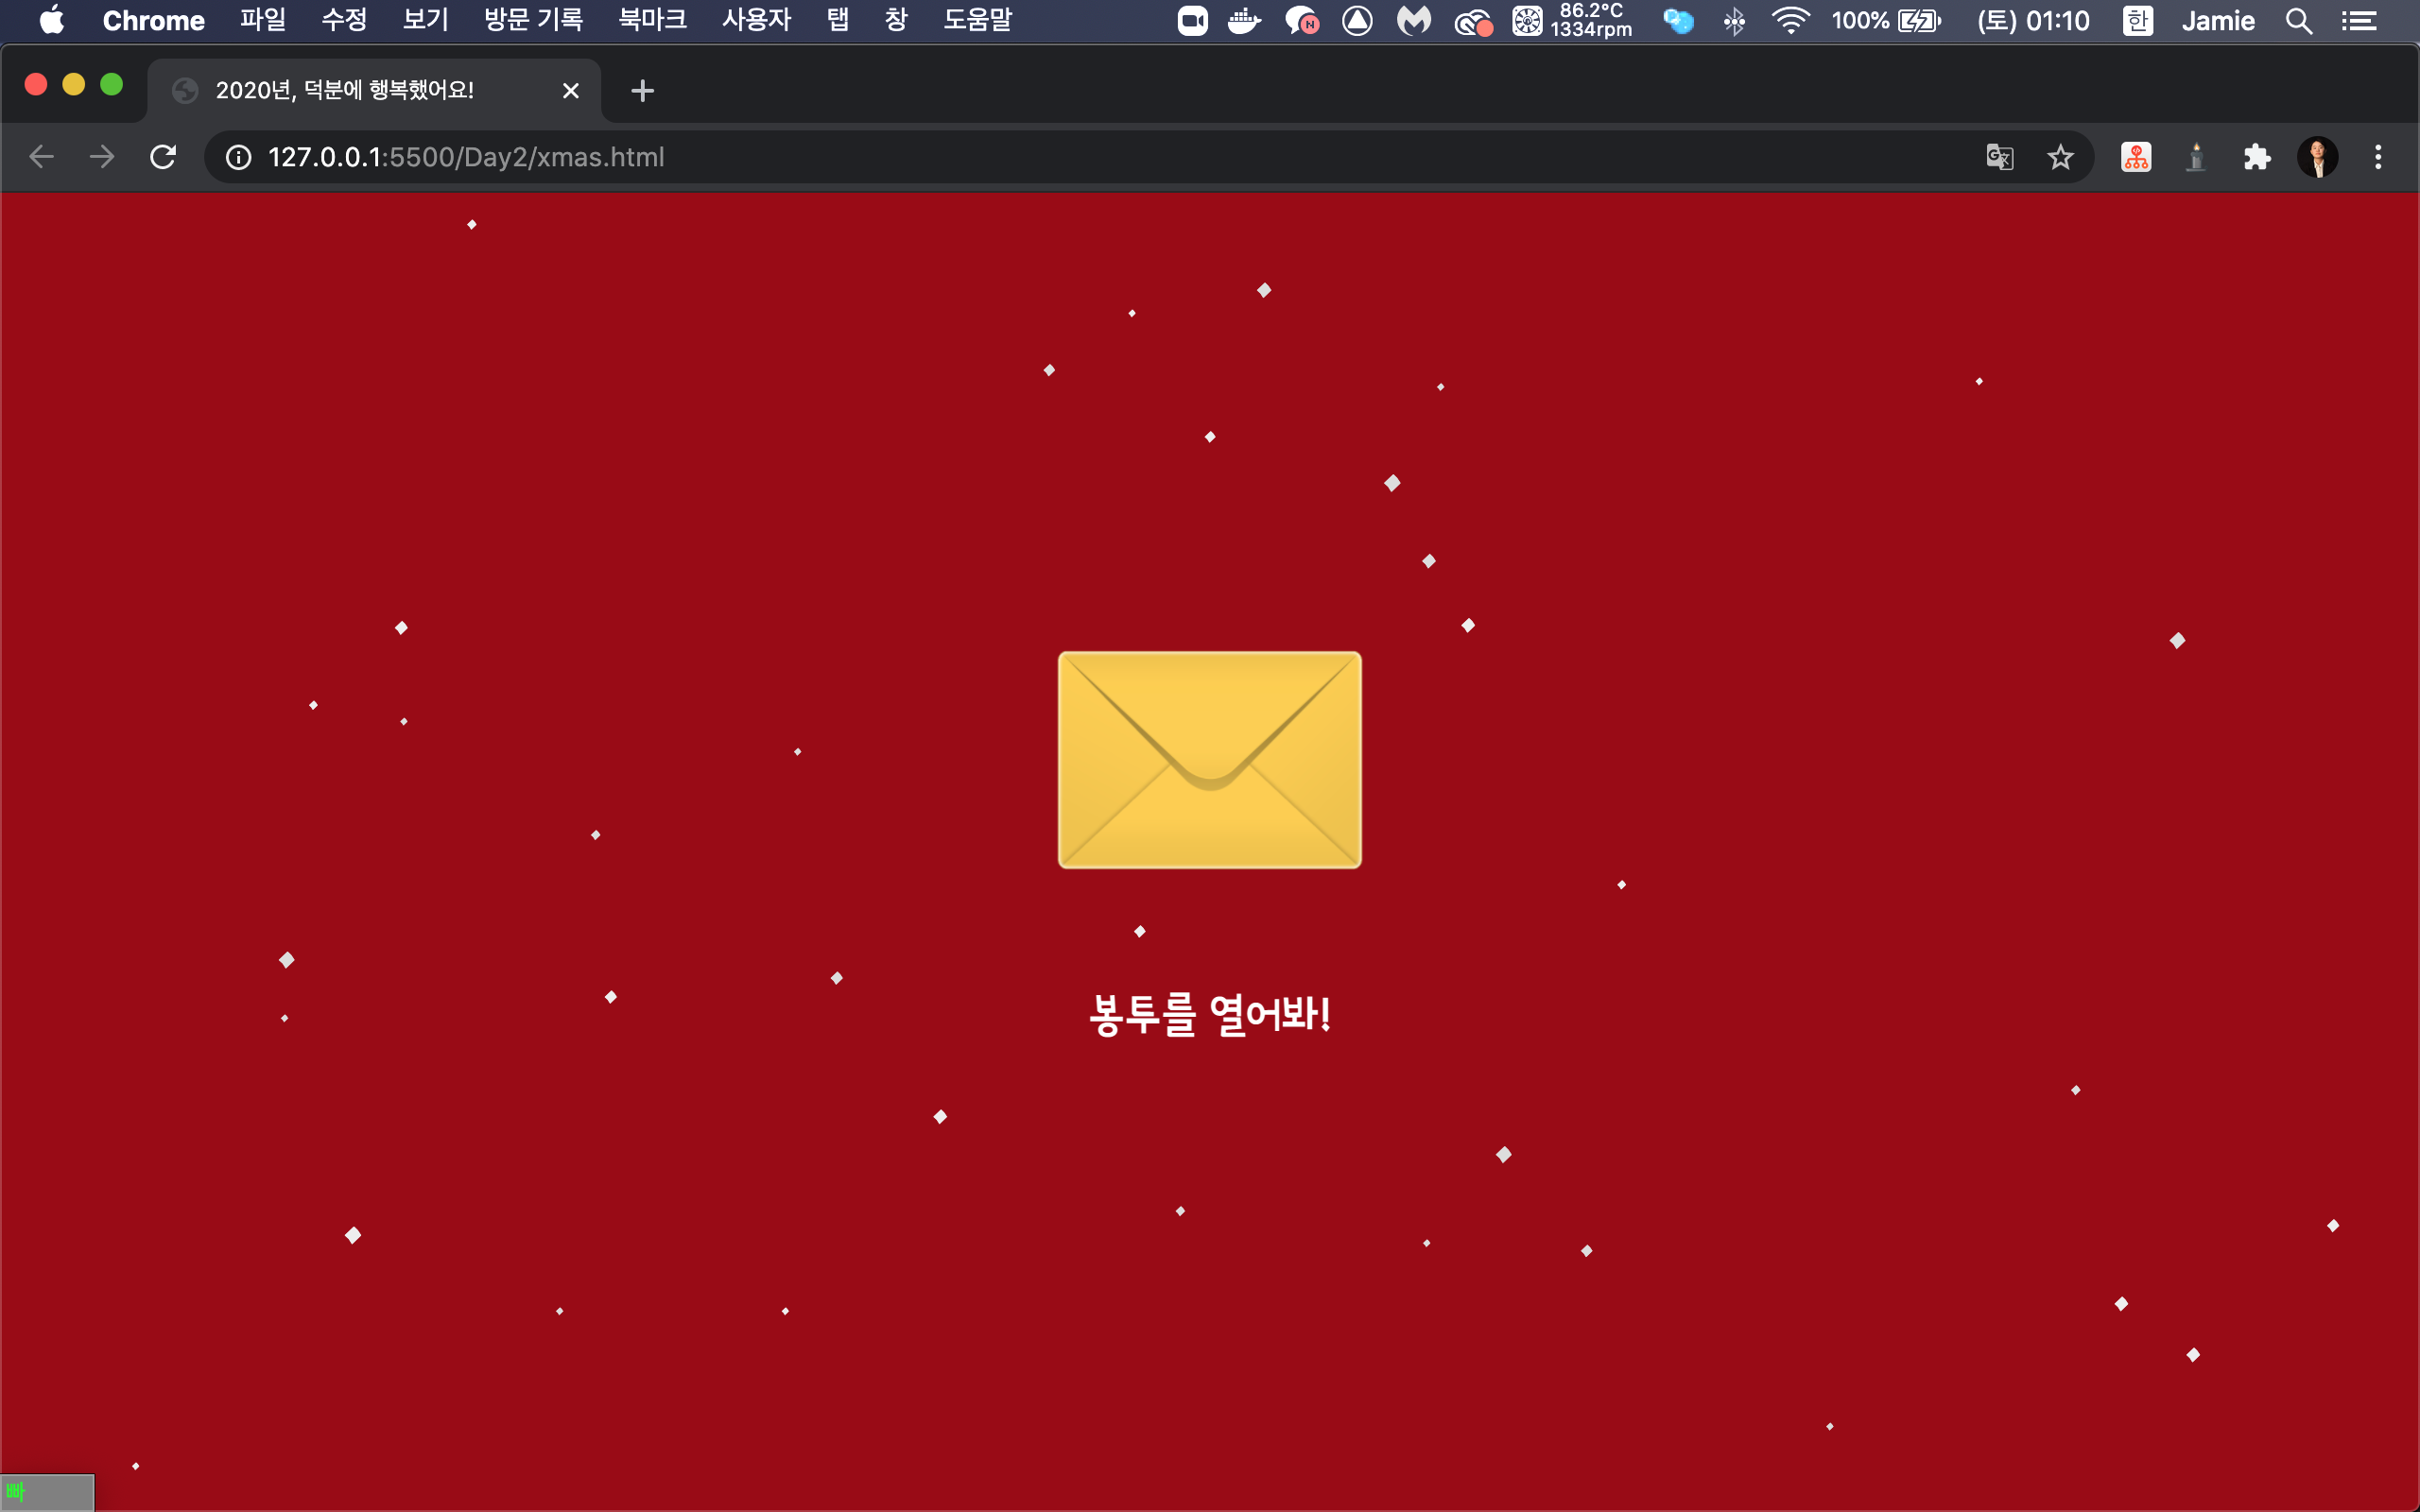 Chrome 파일 수정 보기 방문 기록 북마크 사용자 탭 창 도움말 N 86.2°C 1334rpm 100% (토) 01:10 한 Jamie
2020년, 덕분에 행복했어요!
127.0.0.1:5500/Day2/xmas.html
봉투를 열어봐!
빠